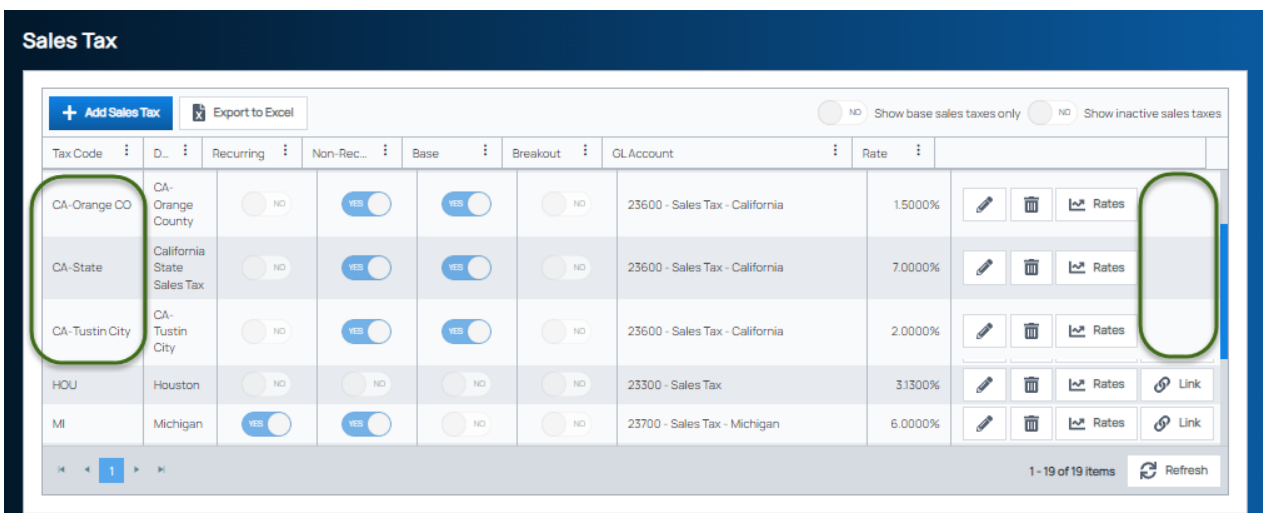 Sales Tax
+ Add Sales Tax Export to Excel NO Show base sales taxes only NO Show inactive sales taxes
Tax Code D... Recurring Non-Rec... Base Breakout GL Account Rate
CA-Orange CO CA-Orange County NO YES YES NO 23600 - Sales Tax - California 1.5000% Rates
CA-State California State Sales Tax NO YES YES NO 23600 - Sales Tax - California 7.0000% Rates
CA-Tustin City CA-Tustin City NO YES YES NO 23600 - Sales Tax - California 2.0000% Rates
HOU Houston NO NO NO NO 23300 - Sales Tax 3.1300% Rates Link
MI Michigan YES YES NO NO 23700 - Sales Tax - Michigan 6.0000% Rates Link
1 1 - 19 of 19 items Refresh